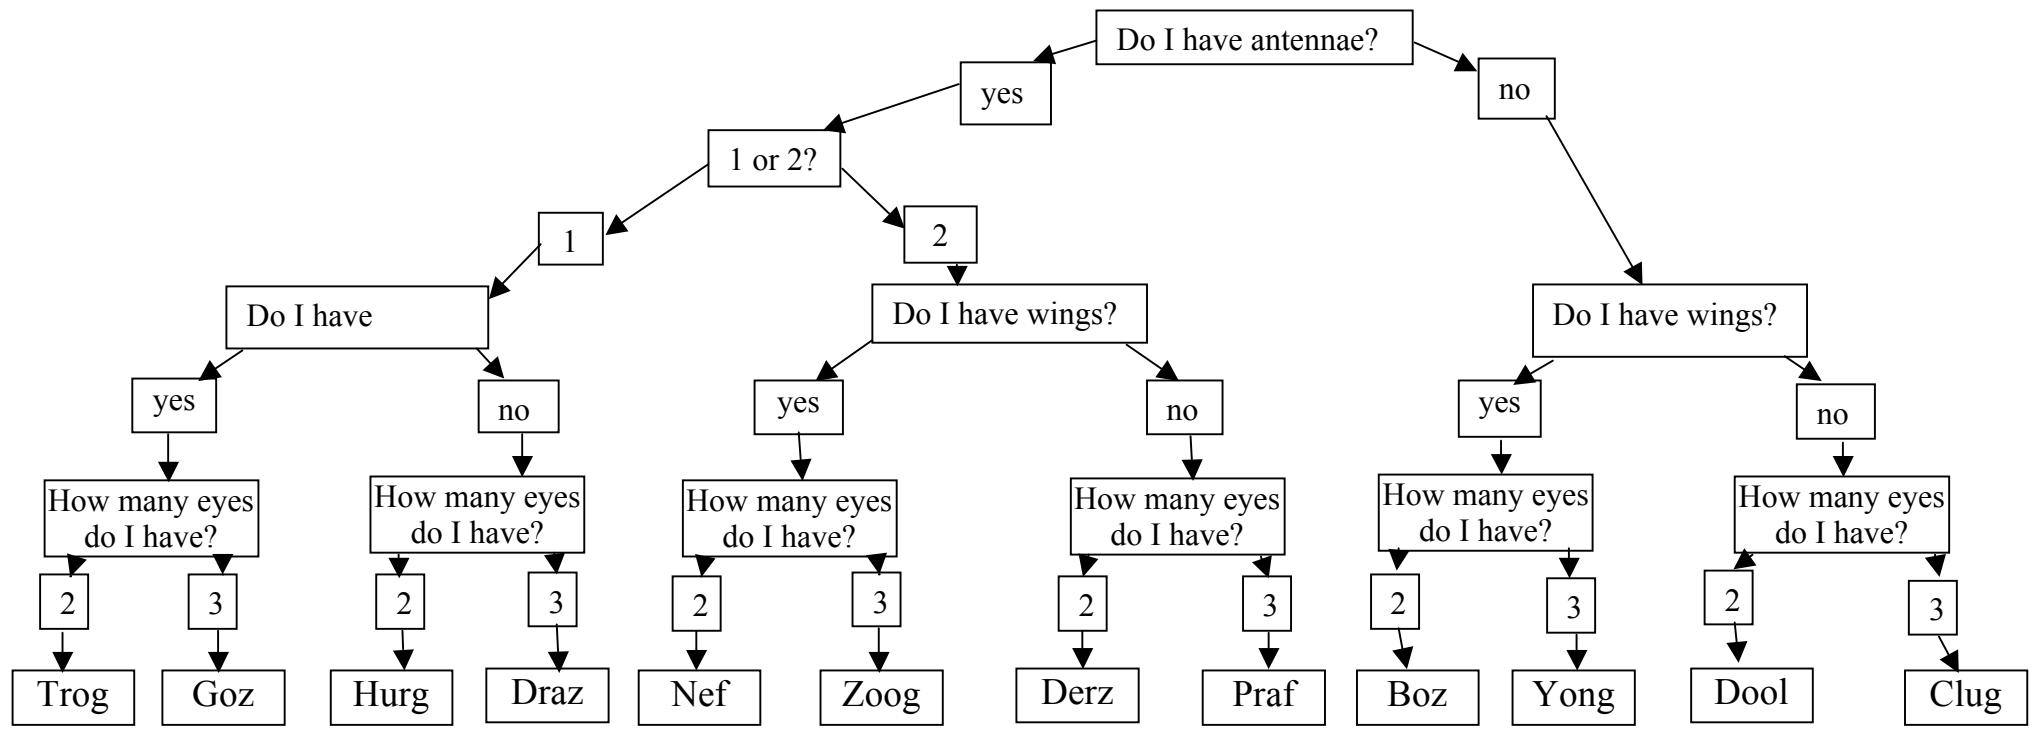 Do I have antennae?
yes
no
1 or 2?
1
2
Do I have
Do I have wings?
Do I have wings?
yes
no
yes
no
yes
no
How many eyes
do I have?
How many eyes
do I have?
How many eyes
do I have?
How many eyes
do I have?
How many eyes
do I have?
How many eyes
do I have?
2
3
2
3
2
3
2
3
2
3
2
3
Trog
Goz
Hurg
Draz
Nef
Zoog
Derz
Praf
Boz
Yong
Dool
Clug